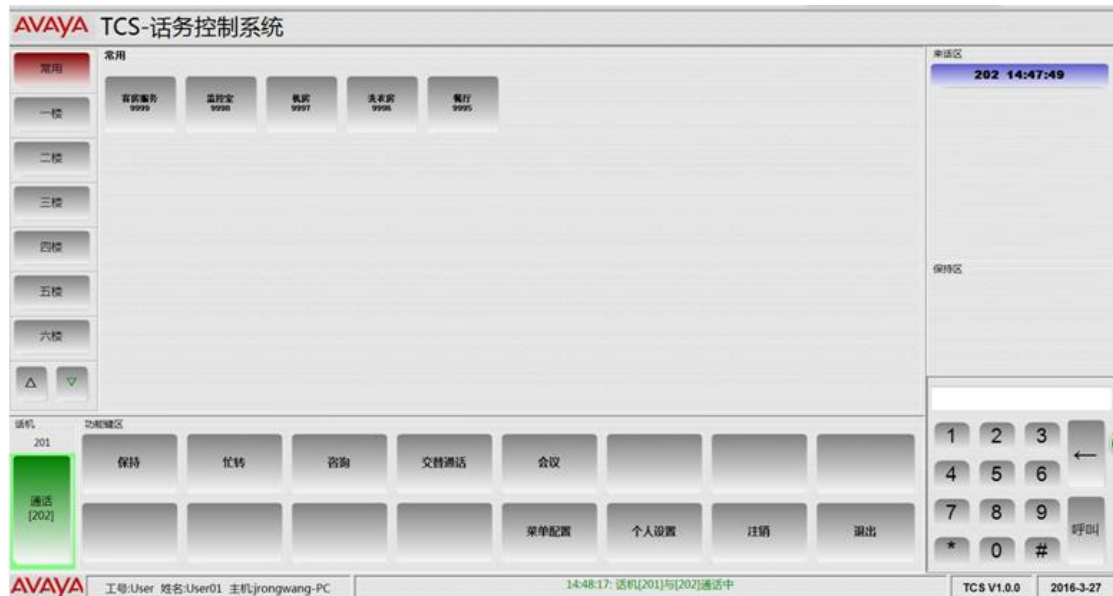 AVAYA TCS-话务控制系统
常用
一楼
二楼
三楼
四楼
五楼
六楼
△ ▽
常用
客房服务
9999
监控室
9998
机房
9997
洗衣房
9996
餐厅
9995
来话区
202 14:47:49
保持区
话机
201
通话
[202]
功能键区
保持 忙转 咨询 交替通话 会议
菜单配置 个人设置 注销 退出
1 2 3 ←
4 5 6
7 8 9 呼叫
* 0 #
AVAYA 工号:User 姓名:User01 主机:jrongwang-PC 14:48:17: 话机[201]与[202]通话中 TCS V1.0.0 2016-3-27